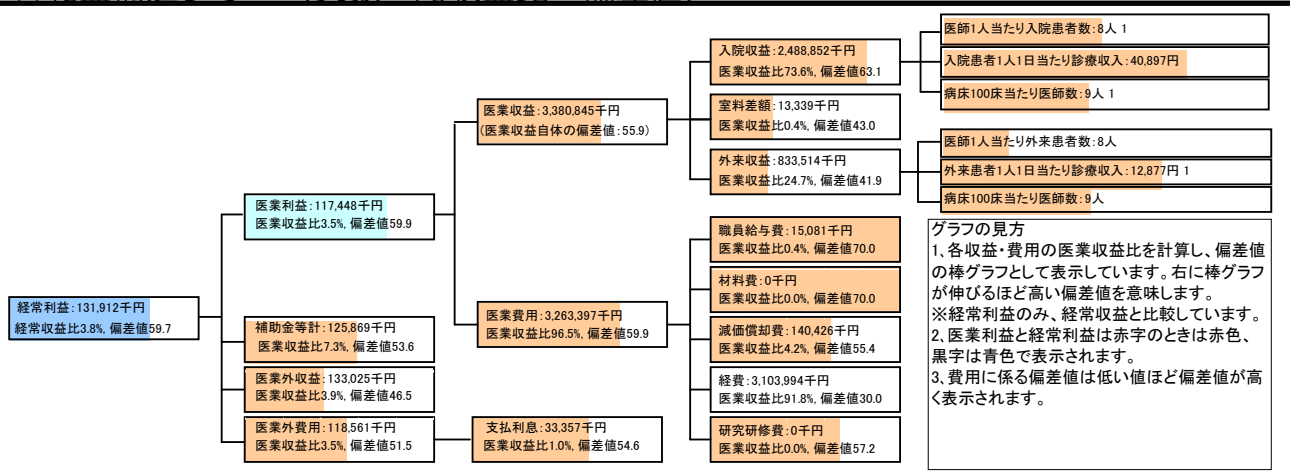 医師1人当たり入院患者数:8人 1
入院収益:2,488,852千円
医業収益比73.6%, 偏差値63.1
入院患者1人1日当たり診療収入:40,897円
病床100床当たり医師数:9人 1
医業収益:3,380,845千円
(医業収益自体の偏差値:55.9)
室料差額:13,339千円
医業収益比0.4%, 偏差値43.0
医師1人当たり外来患者数:8人
外来収益:833,514千円
医業収益比24.7%, 偏差値41.9
外来患者1人1日当たり診療収入:12,877円 1
病床100床当たり医師数:9人
医業利益:117,448千円
医業収益比3.5%, 偏差値59.9
職員給与費:15,081千円
医業収益比0.4%, 偏差値70.0
材料費:0千円
医業収益比0.0%, 偏差値70.0
経常利益:131,912千円
経常収益比3.8%, 偏差値59.7
補助金等計:125,869千円
医業収益比7.3%, 偏差値53.6
医業費用:3,263,397千円
医業収益比96.5%, 偏差値59.9
減価償却費:140,426千円
医業収益比4.2%, 偏差値55.4
医業外収益:133,025千円
医業収益比3.9%, 偏差値46.5
経費:3,103,994千円
医業収益比91.8%, 偏差値30.0
医業外費用:118,561千円
医業収益比3.5%, 偏差値51.5
支払利息:33,357千円
医業収益比1.0%, 偏差値54.6
研究研修費:0千円
医業収益比0.0%, 偏差値57.2
グラフの見方
1、各収益・費用の医業収益比を計算し、偏差値
の棒グラフとして表示しています。右に棒グラフ
が伸びるほど高い偏差値を意味します。
※経常利益のみ、経常収益と比較しています。
2、医業利益と経常利益は赤字のときは赤色、
黒字は青色で表示されます。
3、費用に係る偏差値は低い値ほど偏差値が高
く表示されます。